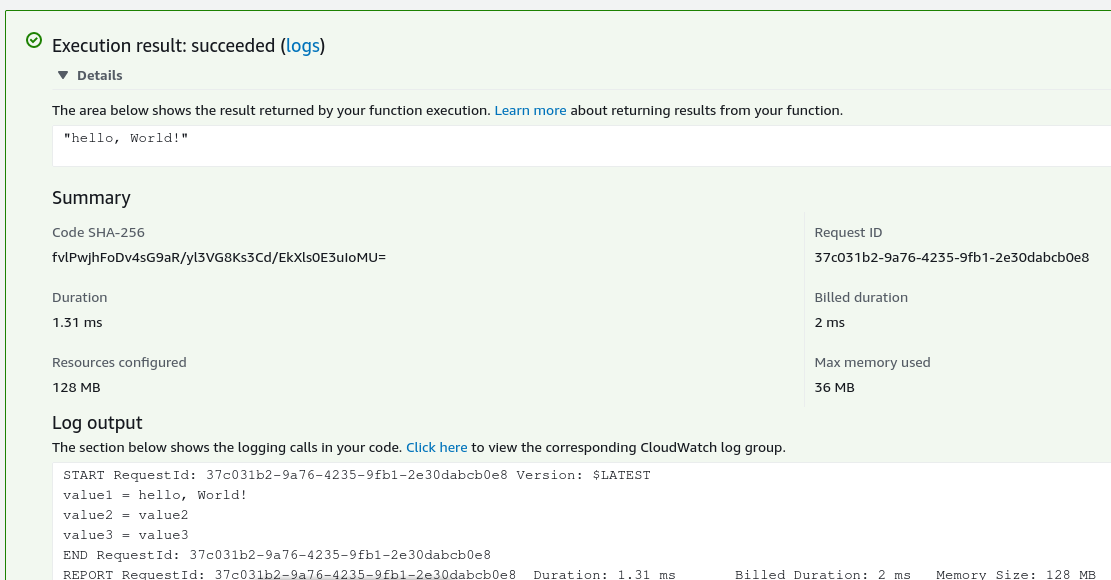 Execution result: succeeded (logs)
Details
The area below shows the result returned by your function execution. Learn more about returning results from your function.
"hello, World!"
Summary
Code SHA-256
fvlPwjhFoDv4sG9aR/yl3VG8Ks3Cd/EkXls0E3uIoMU=
Request ID
37c031b2-9a76-4235-9fb1-2e30dabcb0e8
Duration
1.31 ms
Billed duration
2 ms
Resources configured
128 MB
Max memory used
36 MB
Log output
The section below shows the logging calls in your code. Click here to view the corresponding CloudWatch log group.
START RequestId: 37c031b2-9a76-4235-9fb1-2e30dabcb0e8 Version: $LATEST
value1 = hello, World!
value2 = value2
value3 = value3
END RequestId: 37c031b2-9a76-4235-9fb1-2e30dabcb0e8
REPORT RequestId: 37c031b2-9a76-4235-9fb1-2e30dabcb0e8 Duration: 1.31 ms Billed Duration: 2 ms Memory Size: 128 MB